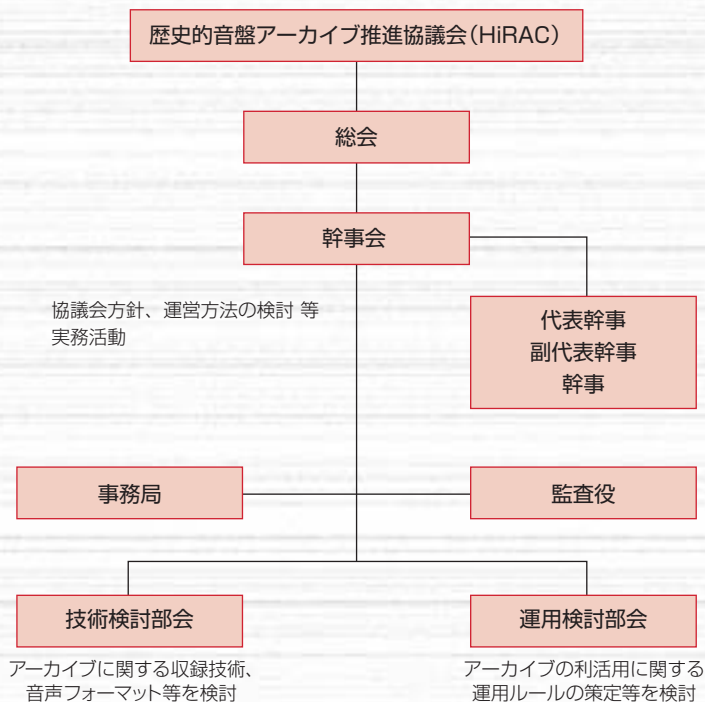 歴史的音盤アーカイブ推進協議会（HiRAC）
総会
幹事会
協議会方針、運営方法の検討 等
実務活動
代表幹事
副代表幹事
幹事
事務局
監査役
技術検討部会
運用検討部会
アーカイブに関する収録技術、
音声フォーマット等を検討
アーカイブの利活用に関する
運用ルールの策定等を検討